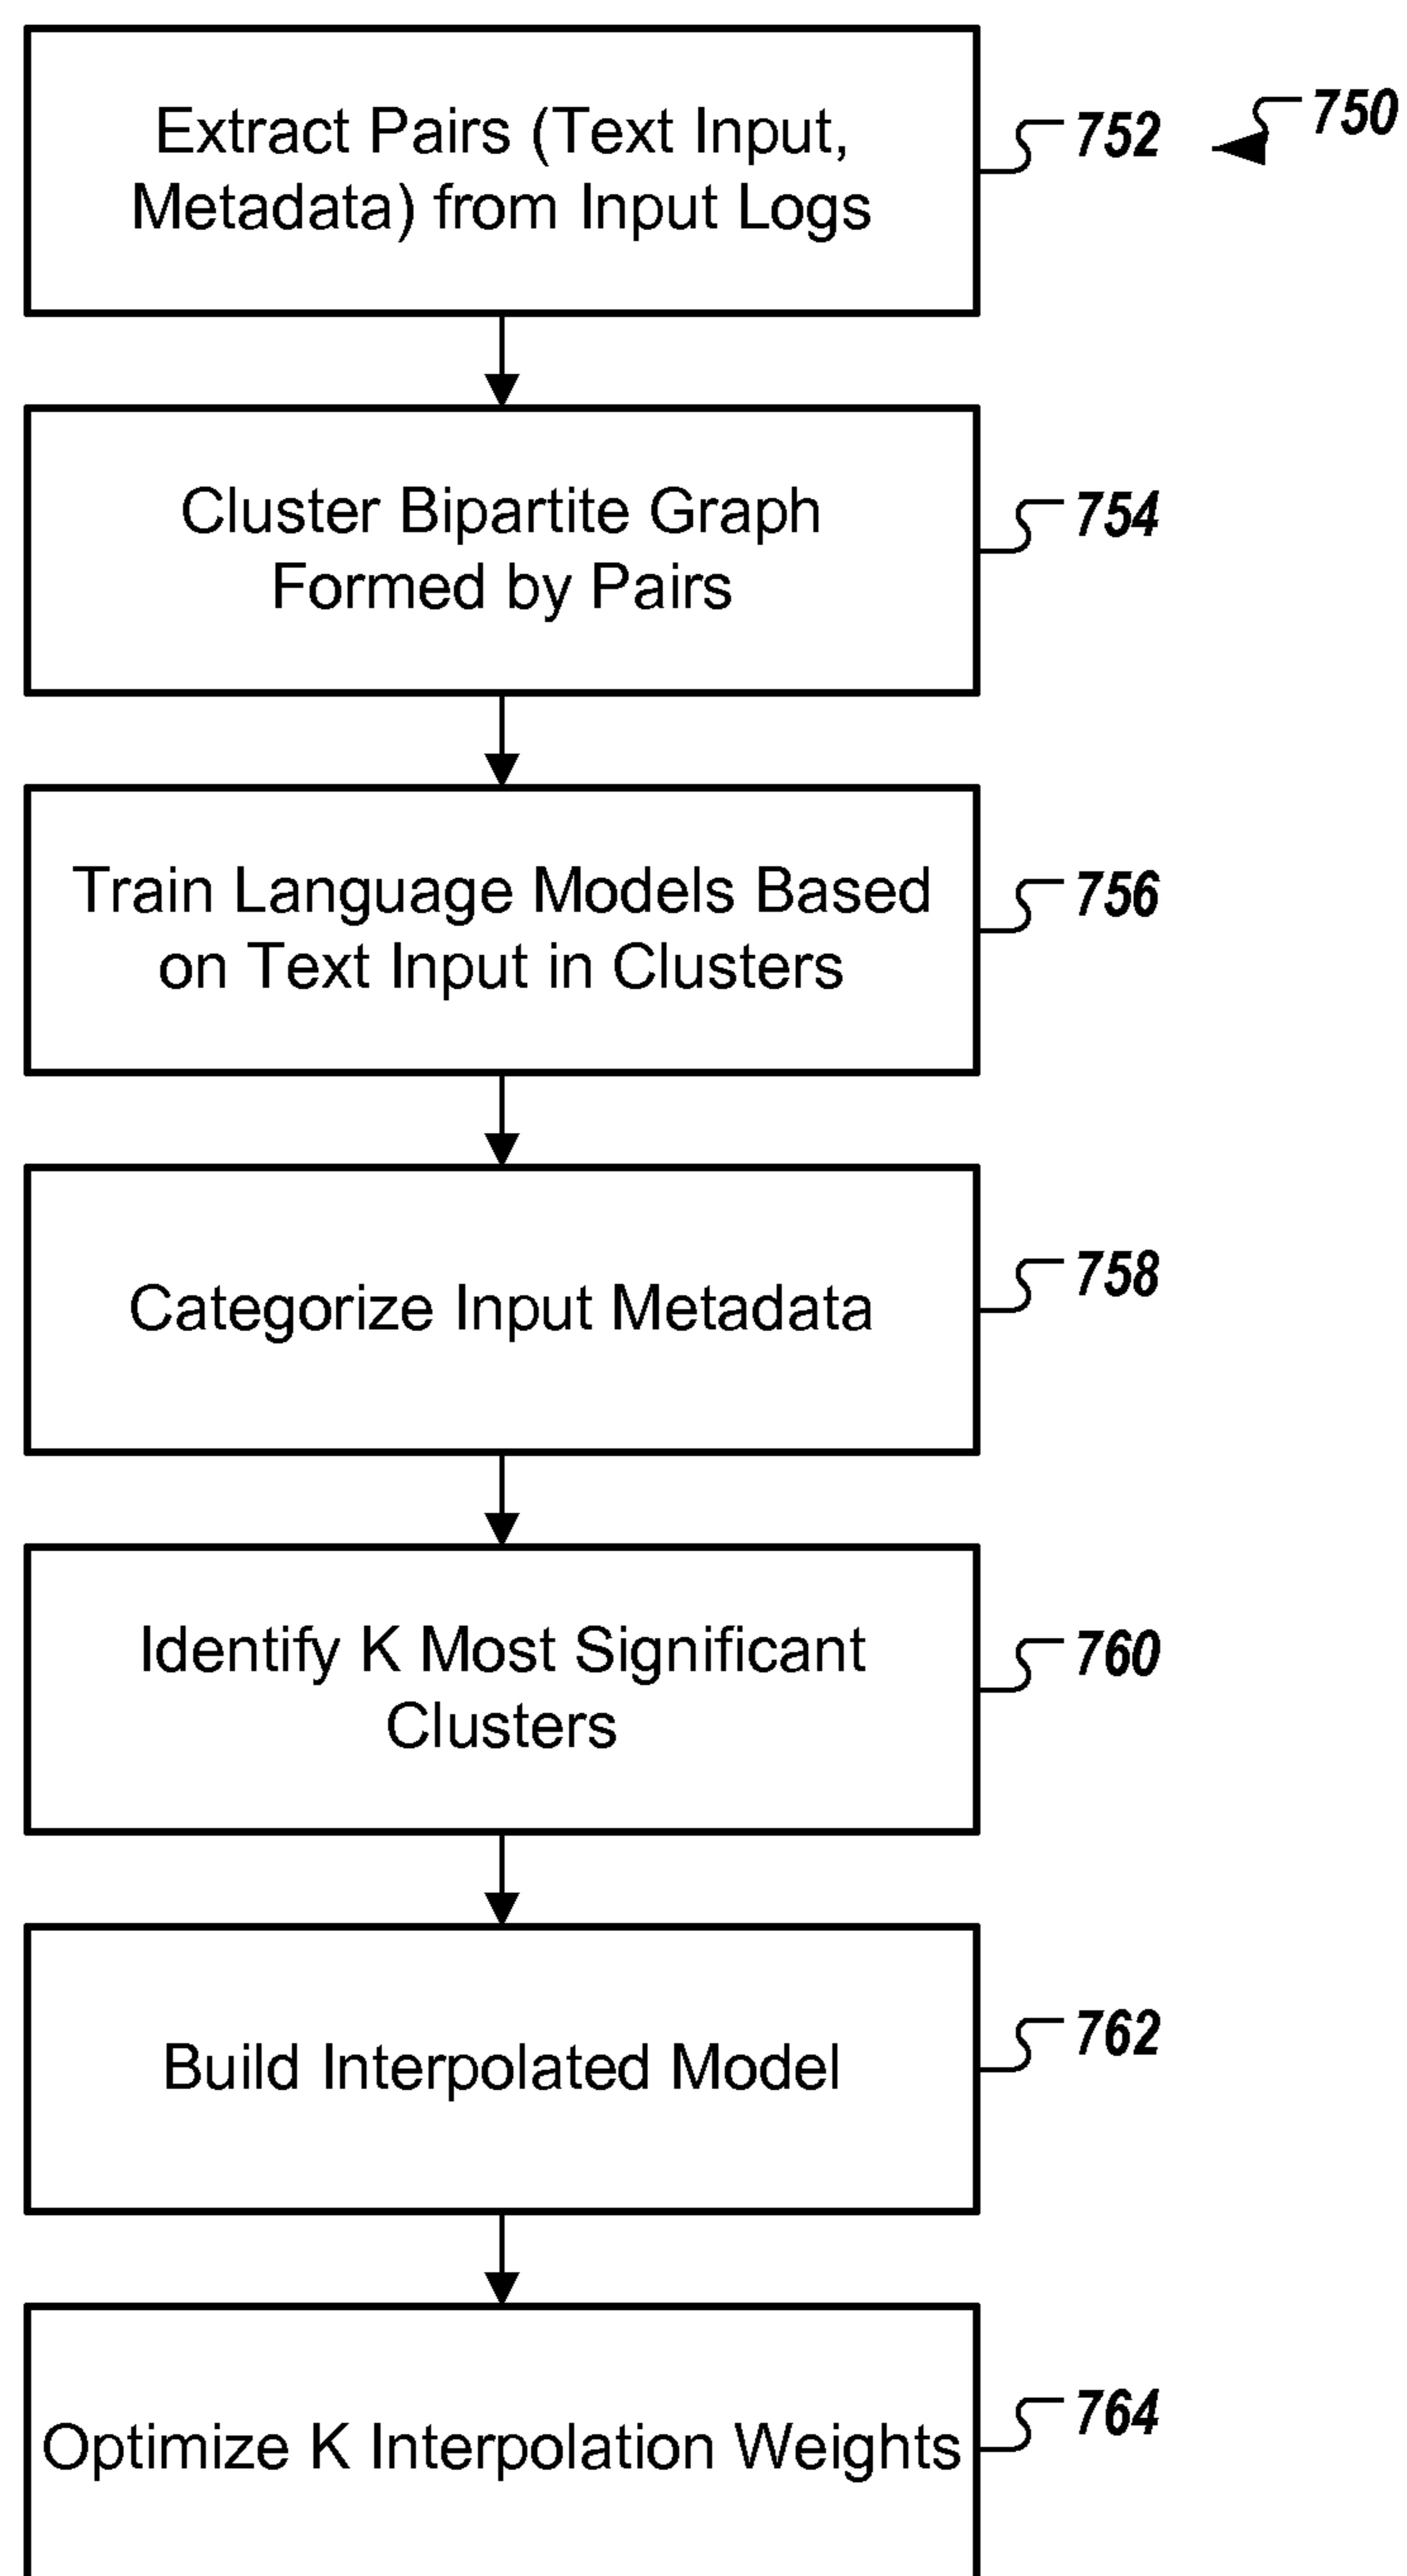 Extract Pairs (Text Input,
Metadata) from Input Logs
752
750
Cluster Bipartite Graph
Formed by Pairs
754
Train Language Models Based
on Text Input in Clusters
756
Categorize Input Metadata
758
Identify K Most Significant
Clusters
760
Build Interpolated Model
762
Optimize K Interpolation Weights
764